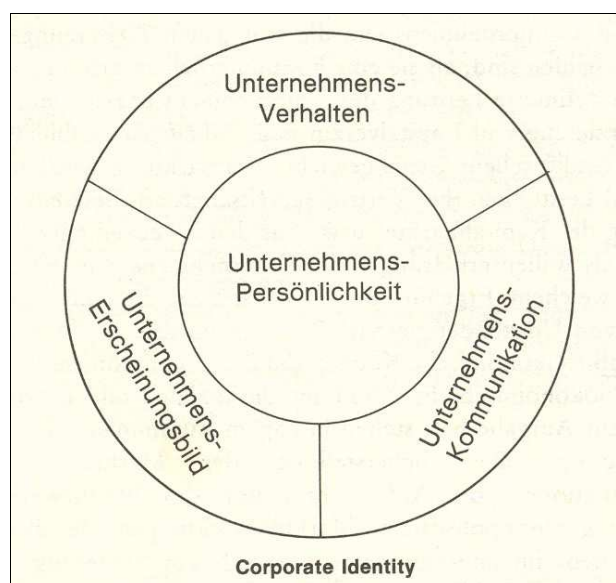 Unternehmens-
Verhalten
Unternehmens-
Persönlichkeit
Unternehmens-
Erscheinungsbild
Unternehmens-
Kommunikation
Corporate Identity